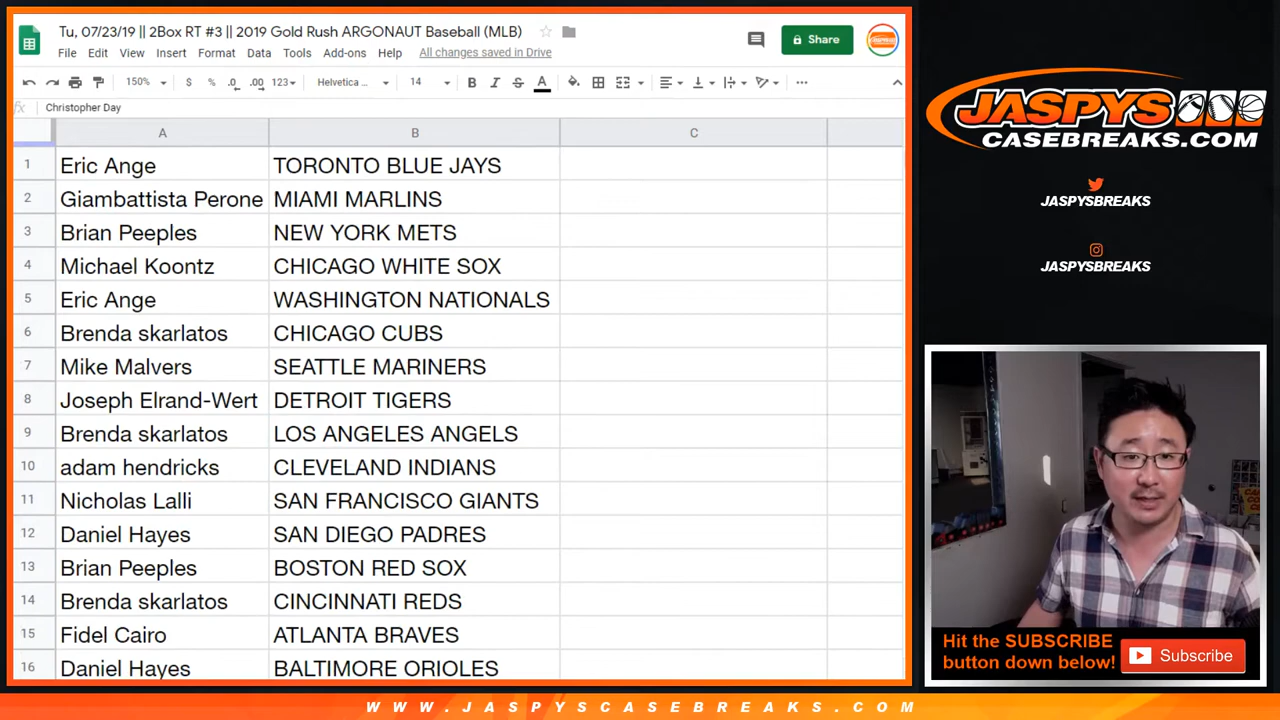 Tu, 07/23/19 || 2Box RT #3 || 2019 Gold Rush ARGONAUT Baseball (MLB)
File Edit View Insert Format Data Tools Add-ons Help All changes saved in Drive
Share
150% $ % .0 .00 123 Helvetica ... 14 B I S A
fx Christopher Day
A B C
1 Eric Ange TORONTO BLUE JAYS
2 Giambattista Perone MIAMI MARLINS
3 Brian Peeples NEW YORK METS
4 Michael Koontz CHICAGO WHITE SOX
5 Eric Ange WASHINGTON NATIONALS
6 Brenda skarlatos CHICAGO CUBS
7 Mike Malvers SEATTLE MARINERS
8 Joseph Elrand-Wert DETROIT TIGERS
9 Brenda skarlatos LOS ANGELES ANGELS
10 adam hendricks CLEVELAND INDIANS
11 Nicholas Lalli SAN FRANCISCO GIANTS
12 Daniel Hayes SAN DIEGO PADRES
13 Brian Peeples BOSTON RED SOX
14 Brenda skarlatos CINCINNATI REDS
15 Fidel Cairo ATLANTA BRAVES
16 Daniel Hayes BALTIMORE ORIOLES
JASPYS
CASEBREAKS.COM
JASPYSBREAKS
JASPYSBREAKS
Hit the SUBSCRIBE
button down below!
Subscribe
WWW.JASPYSCASEBREAKS.COM